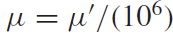 μ = μ′/(10⁶)